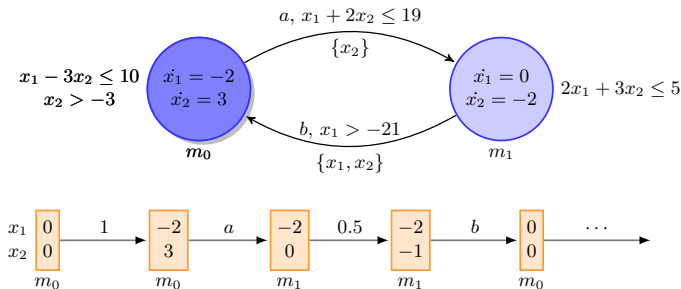 a, x₁ + 2x₂ ≤ 19
{x₂}
x₁ − 3x₂ ≤ 10
x₂ > −3
ẋ₁ = −2
ẋ₂ = 3
m₀
ẋ₁ = 0
ẋ₂ = −2
m₁
2x₁ + 3x₂ ≤ 5
b, x₁ > −21
{x₁, x₂}
x₁ 0 1 −2 a −2 0.5 −2 b 0 ⋯
x₂ 0 3 0 −1 0
m₀ m₀ m₁ m₁ m₀